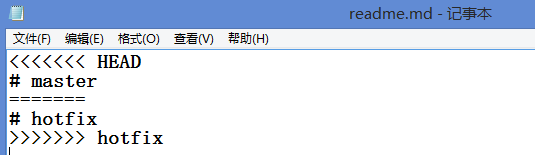 readme.md - 记事本
文件(F) 编辑(E) 格式(O) 查看(V) 帮助(H)
<<<<<<< HEAD
# master
=======
# hotfix
>>>>>>> hotfix